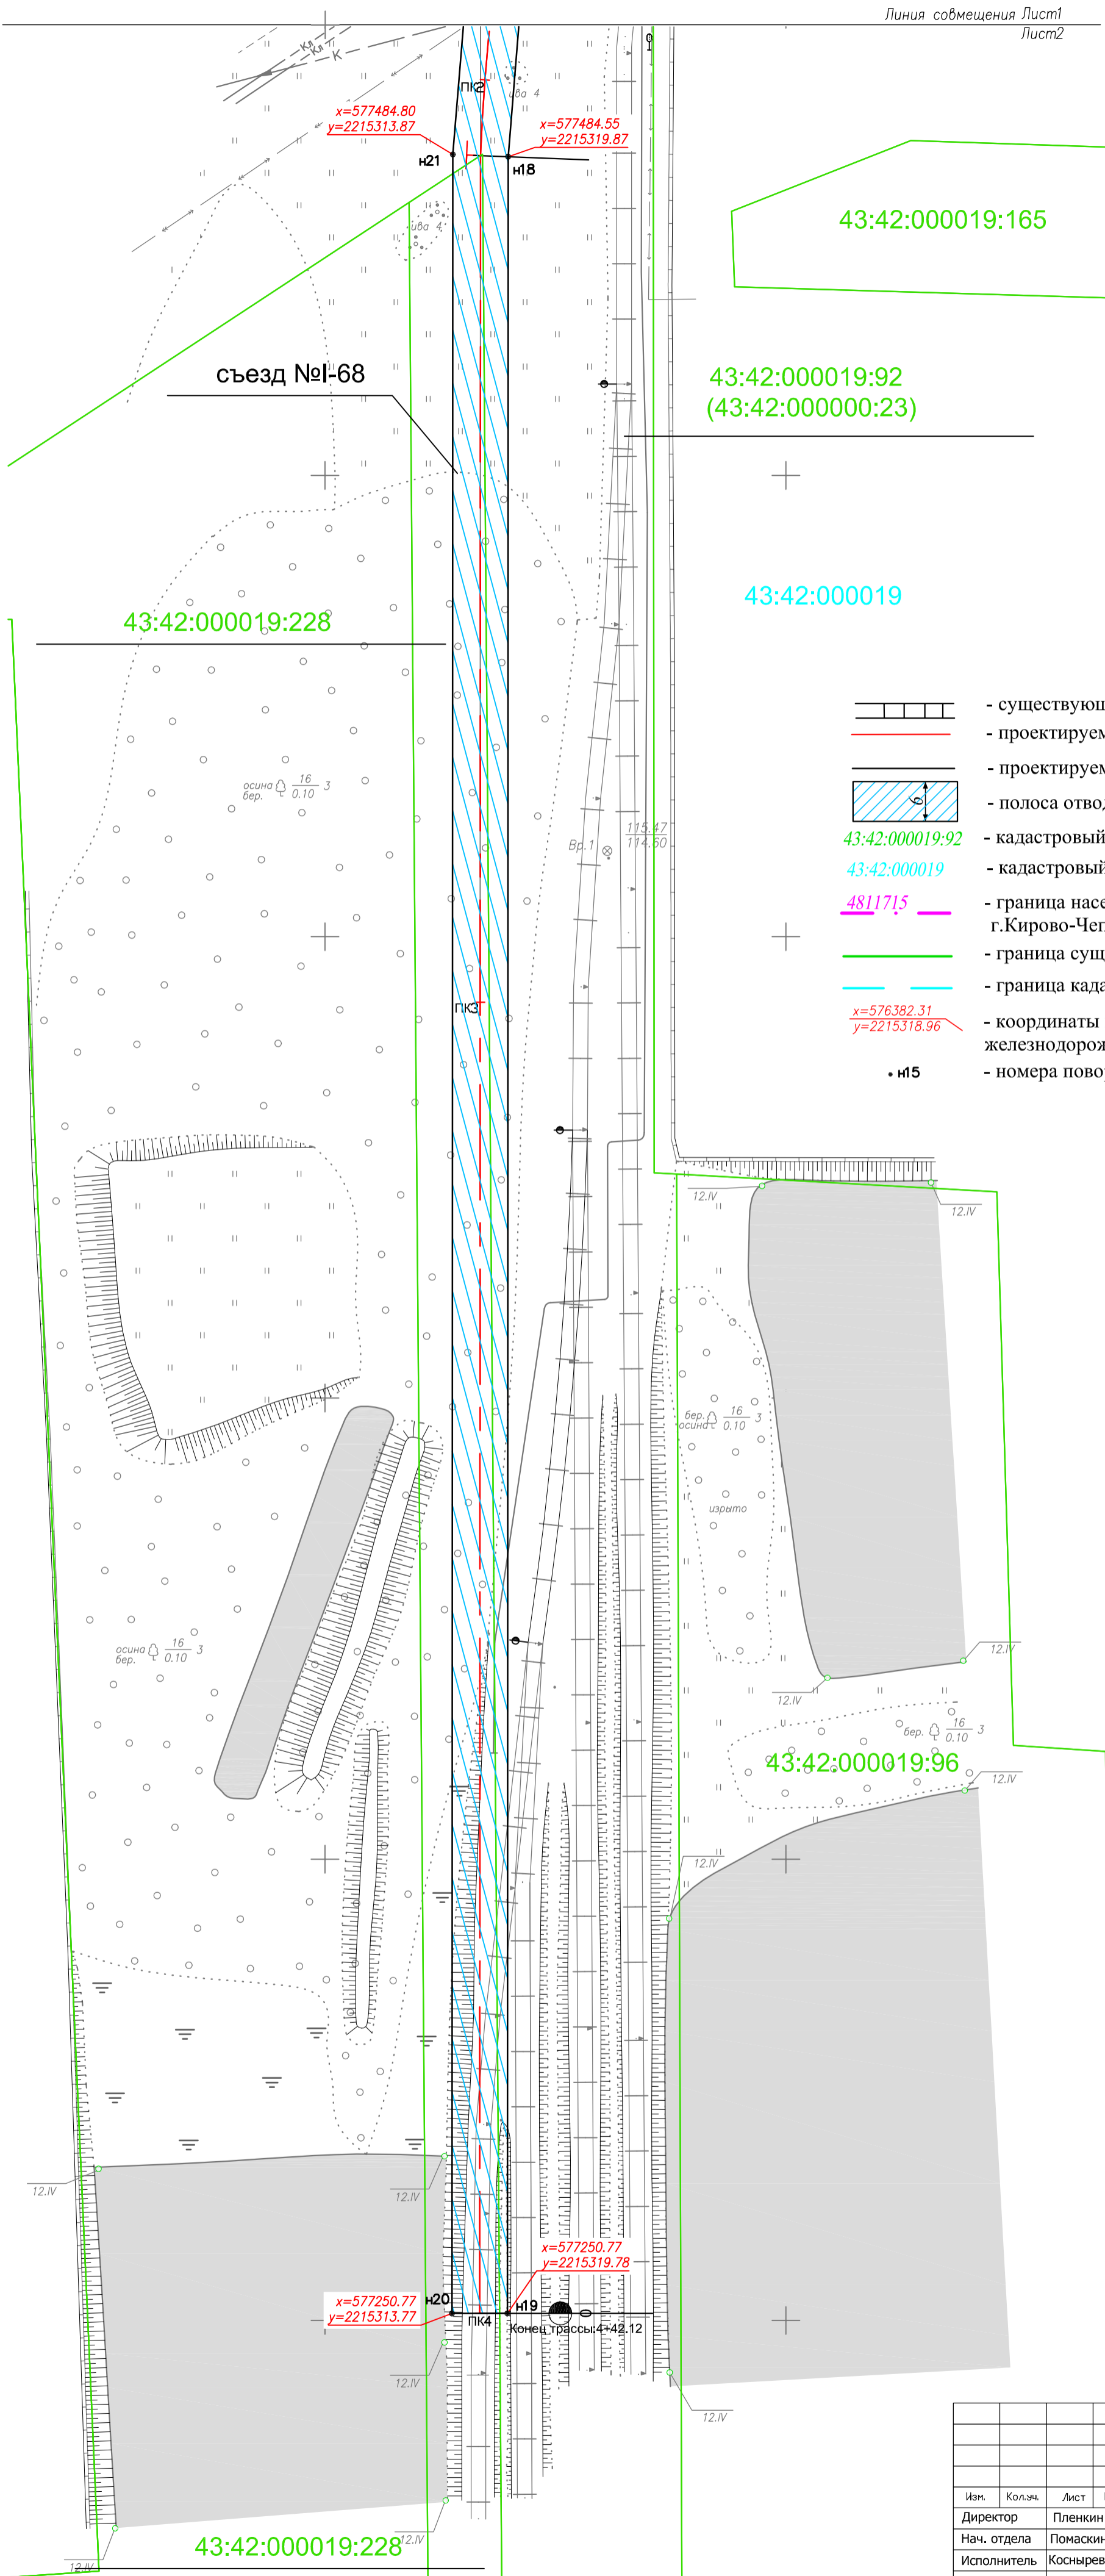 Линия совмещения Лист1
Лист2
Кл
Кл
К
ПК2
ива 4
x=577484.80
y=2215313.87
x=577484.55
y=2215319.87
н21
н18
43:42:000019:165
ива 4
съезд №I-68
43:42:000019:92
(43:42:000000:23)
43:42:000019
43:42:000019:228
- существующ
- проектируем
- проектируем
6
- полоса отвод
43:42:000019:92 - кадастровый
43:42:000019 - кадастровый
4811715 - граница насе
г.Кирово-Чеп
- граница сущ
- граница када
x=576382.31
y=2215318.96
- координаты
железнодорож
н15 - номера повор
осина
бер.
16
0.10
3
Вр.1
115.47
114.60
ПК3
12.IV
12.IV
бер.
осина
16
0.10
3
изрыто
осина
бер.
16
0.10
3
12.IV
12.IV
бер.
16
0.10
3
43:42:000019:96
12.IV
12.IV
12.IV
12.IV
x=577250.77
y=2215319.78
x=577250.77
y=2215313.77
н20
н19
ПК4
0
Конец трассы:4+42.12
12.IV
12.IV
12.IV
12.IV
43:42:000019:228
Изм. Кол.уч. Лист
Директор Пленкин
Нач. отдела Помаскин
Исполнитель Коснырев